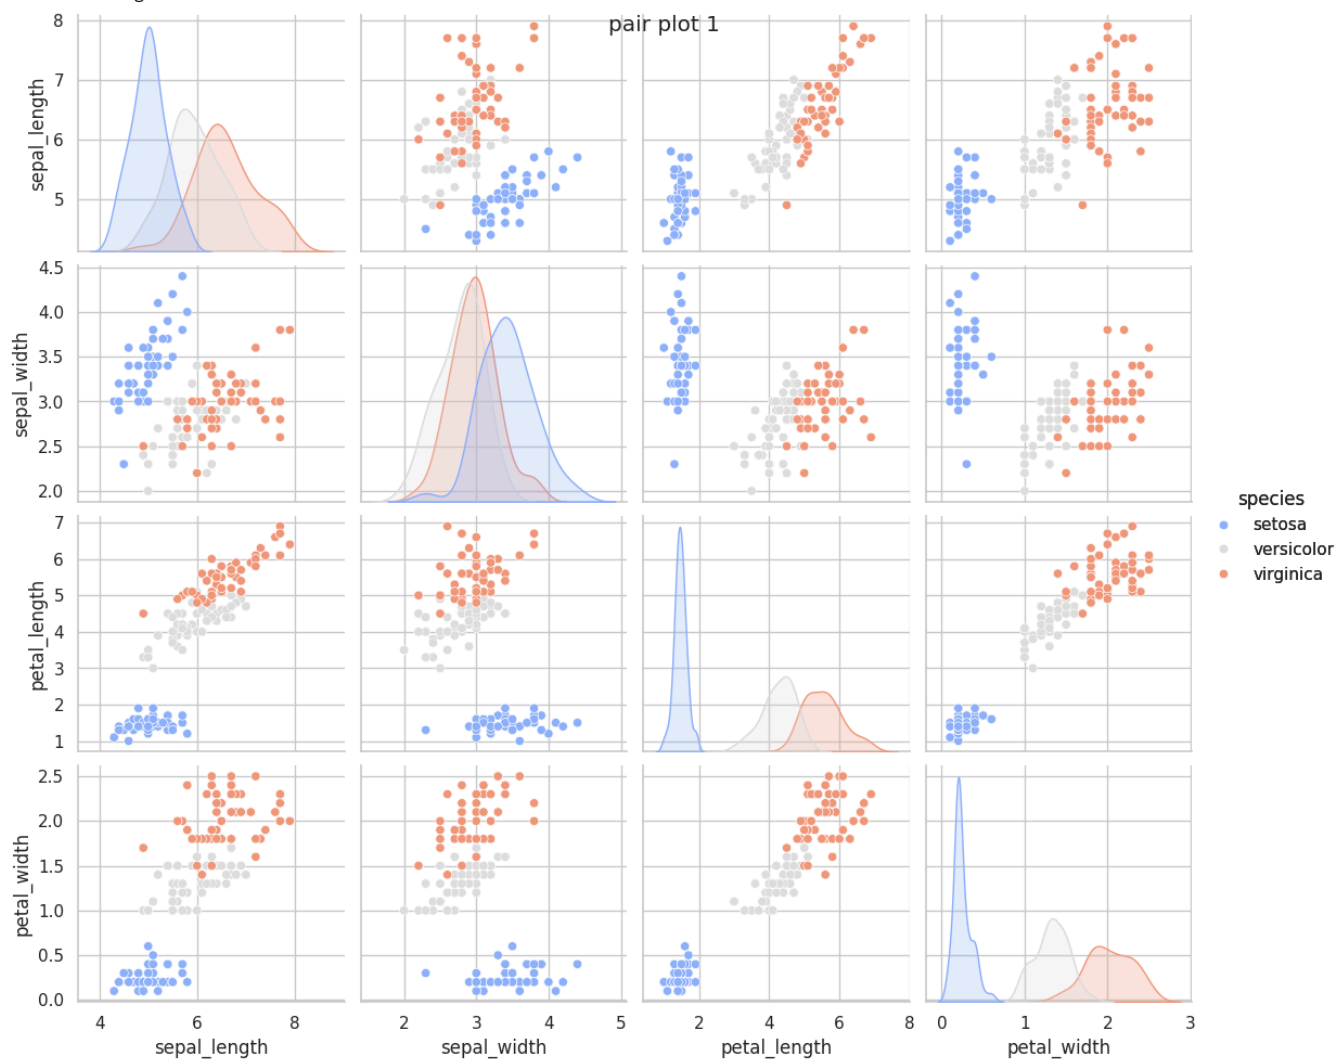 pair plot 1
8
7
6
5
sepal_length
4.5
4.0
3.5
3.0
2.5
2.0
sepal_width
7
6
5
4
3
2
1
petal_length
2.5
2.0
1.5
1.0
0.5
0.0
petal_width
4 6 8
sepal_length
2 3 4 5
sepal_width
2 4 6 8
petal_length
0 1 2 3
petal_width
species
setosa
versicolor
virginica